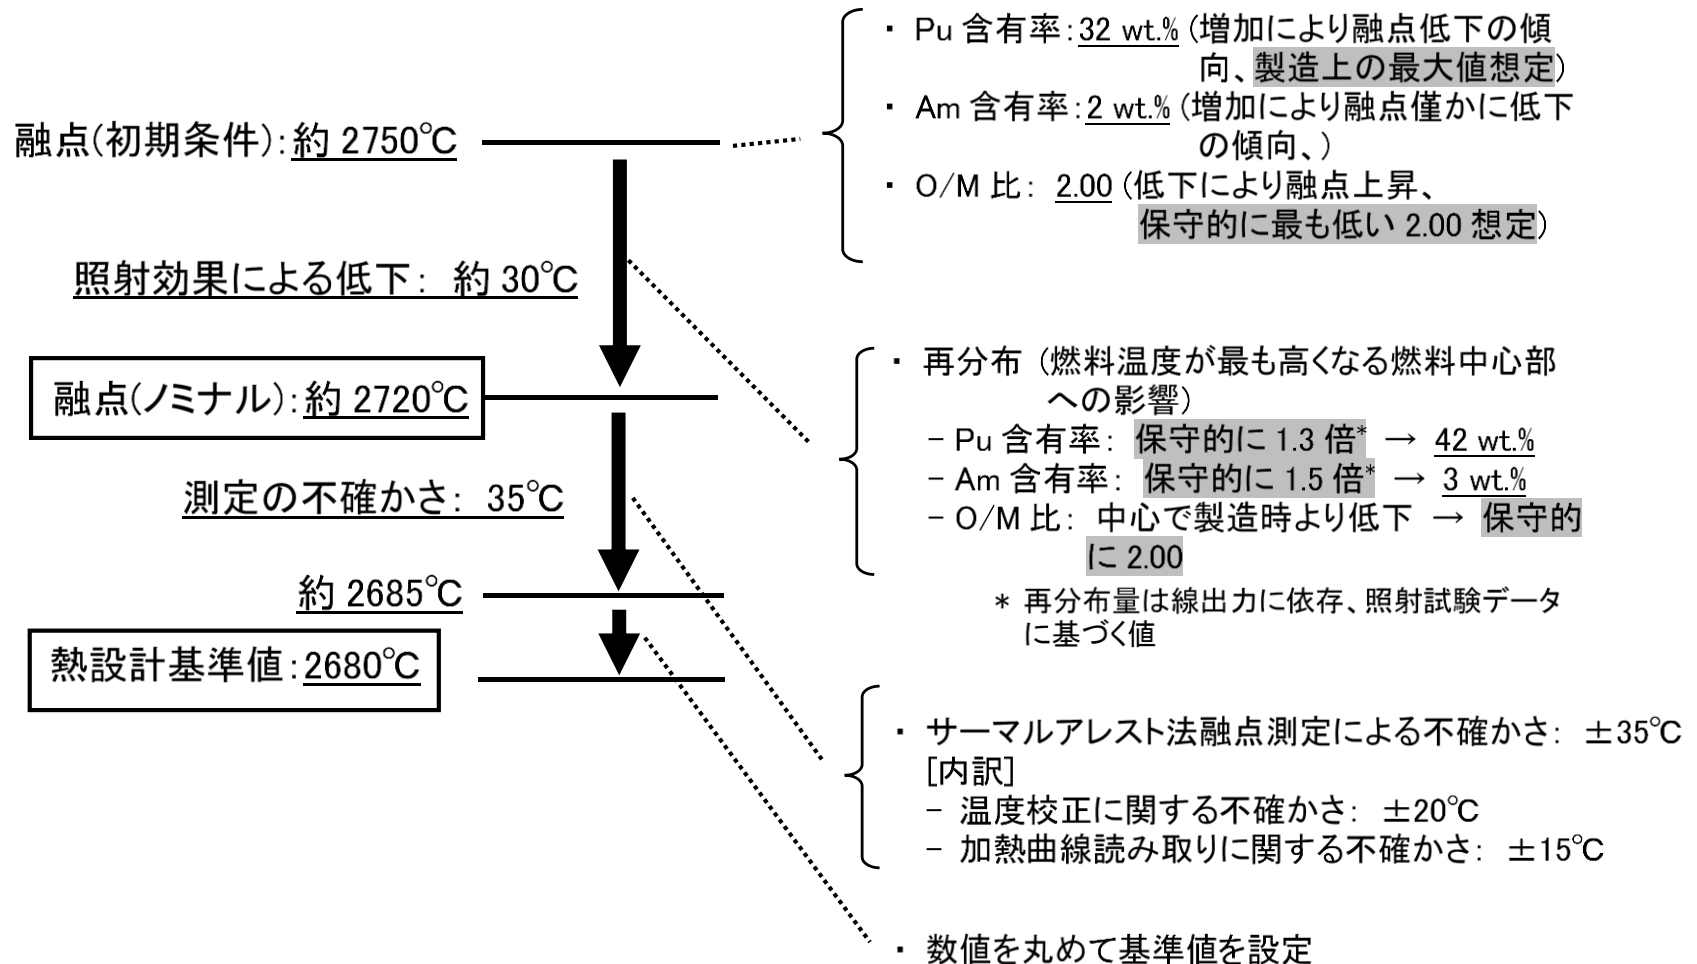 融点(初期条件)：約 2750℃
照射効果による低下： 約 30℃
融点(ノミナル)：約 2720℃
測定の不確かさ： 35℃
約 2685℃
熱設計基準値：2680℃
・ Pu 含有率：32 wt.% (増加により融点低下の傾
向、製造上の最大値想定)
・ Am 含有率：2 wt.% (増加により融点僅かに低下
の傾向、)
・ O/M 比： 2.00 (低下により融点上昇、
保守的に最も低い 2.00 想定)
・ 再分布 (燃料温度が最も高くなる燃料中心部
への影響)
− Pu 含有率： 保守的に 1.3 倍* → 42 wt.%
− Am 含有率： 保守的に 1.5 倍* → 3 wt.%
− O/M 比： 中心で製造時より低下 → 保守的
に 2.00
* 再分布量は線出力に依存、照射試験データ
に基づく値
・ サーマルアレスト法融点測定による不確かさ： ±35℃
[内訳]
− 温度校正に関する不確かさ： ±20℃
− 加熱曲線読み取りに関する不確かさ： ±15℃
・ 数値を丸めて基準値を設定